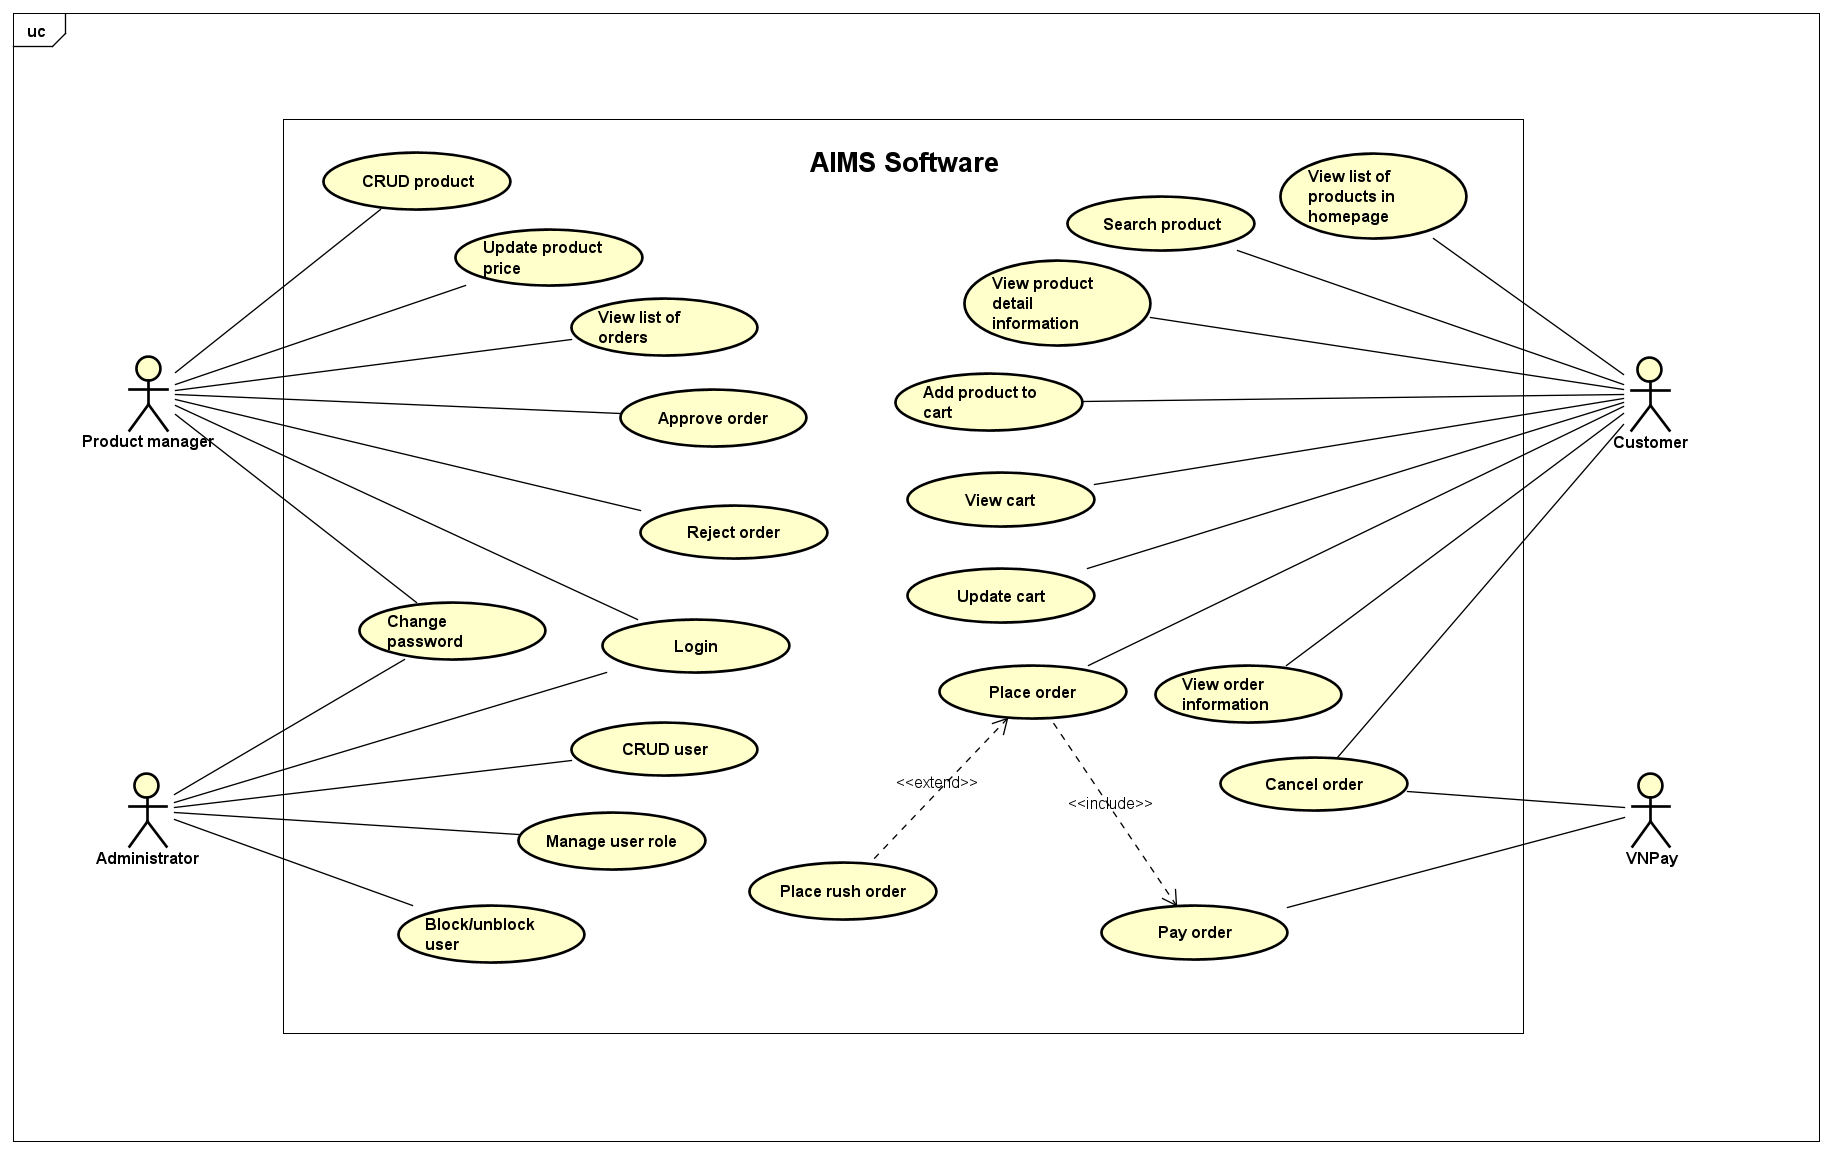 uc
AIMS Software
CRUD product
Update product
price
View list of
orders
Approve order
Reject order
Change
password
Login
CRUD user
Manage user role
Block/unblock
user
Product manager
Administrator
View list of
products in
homepage
Search product
View product
detail
information
Add product to
cart
View cart
Update cart
Place order
View order
information
Cancel order
<<extend>>
<<include>>
Place rush order
Pay order
Customer
VNPay